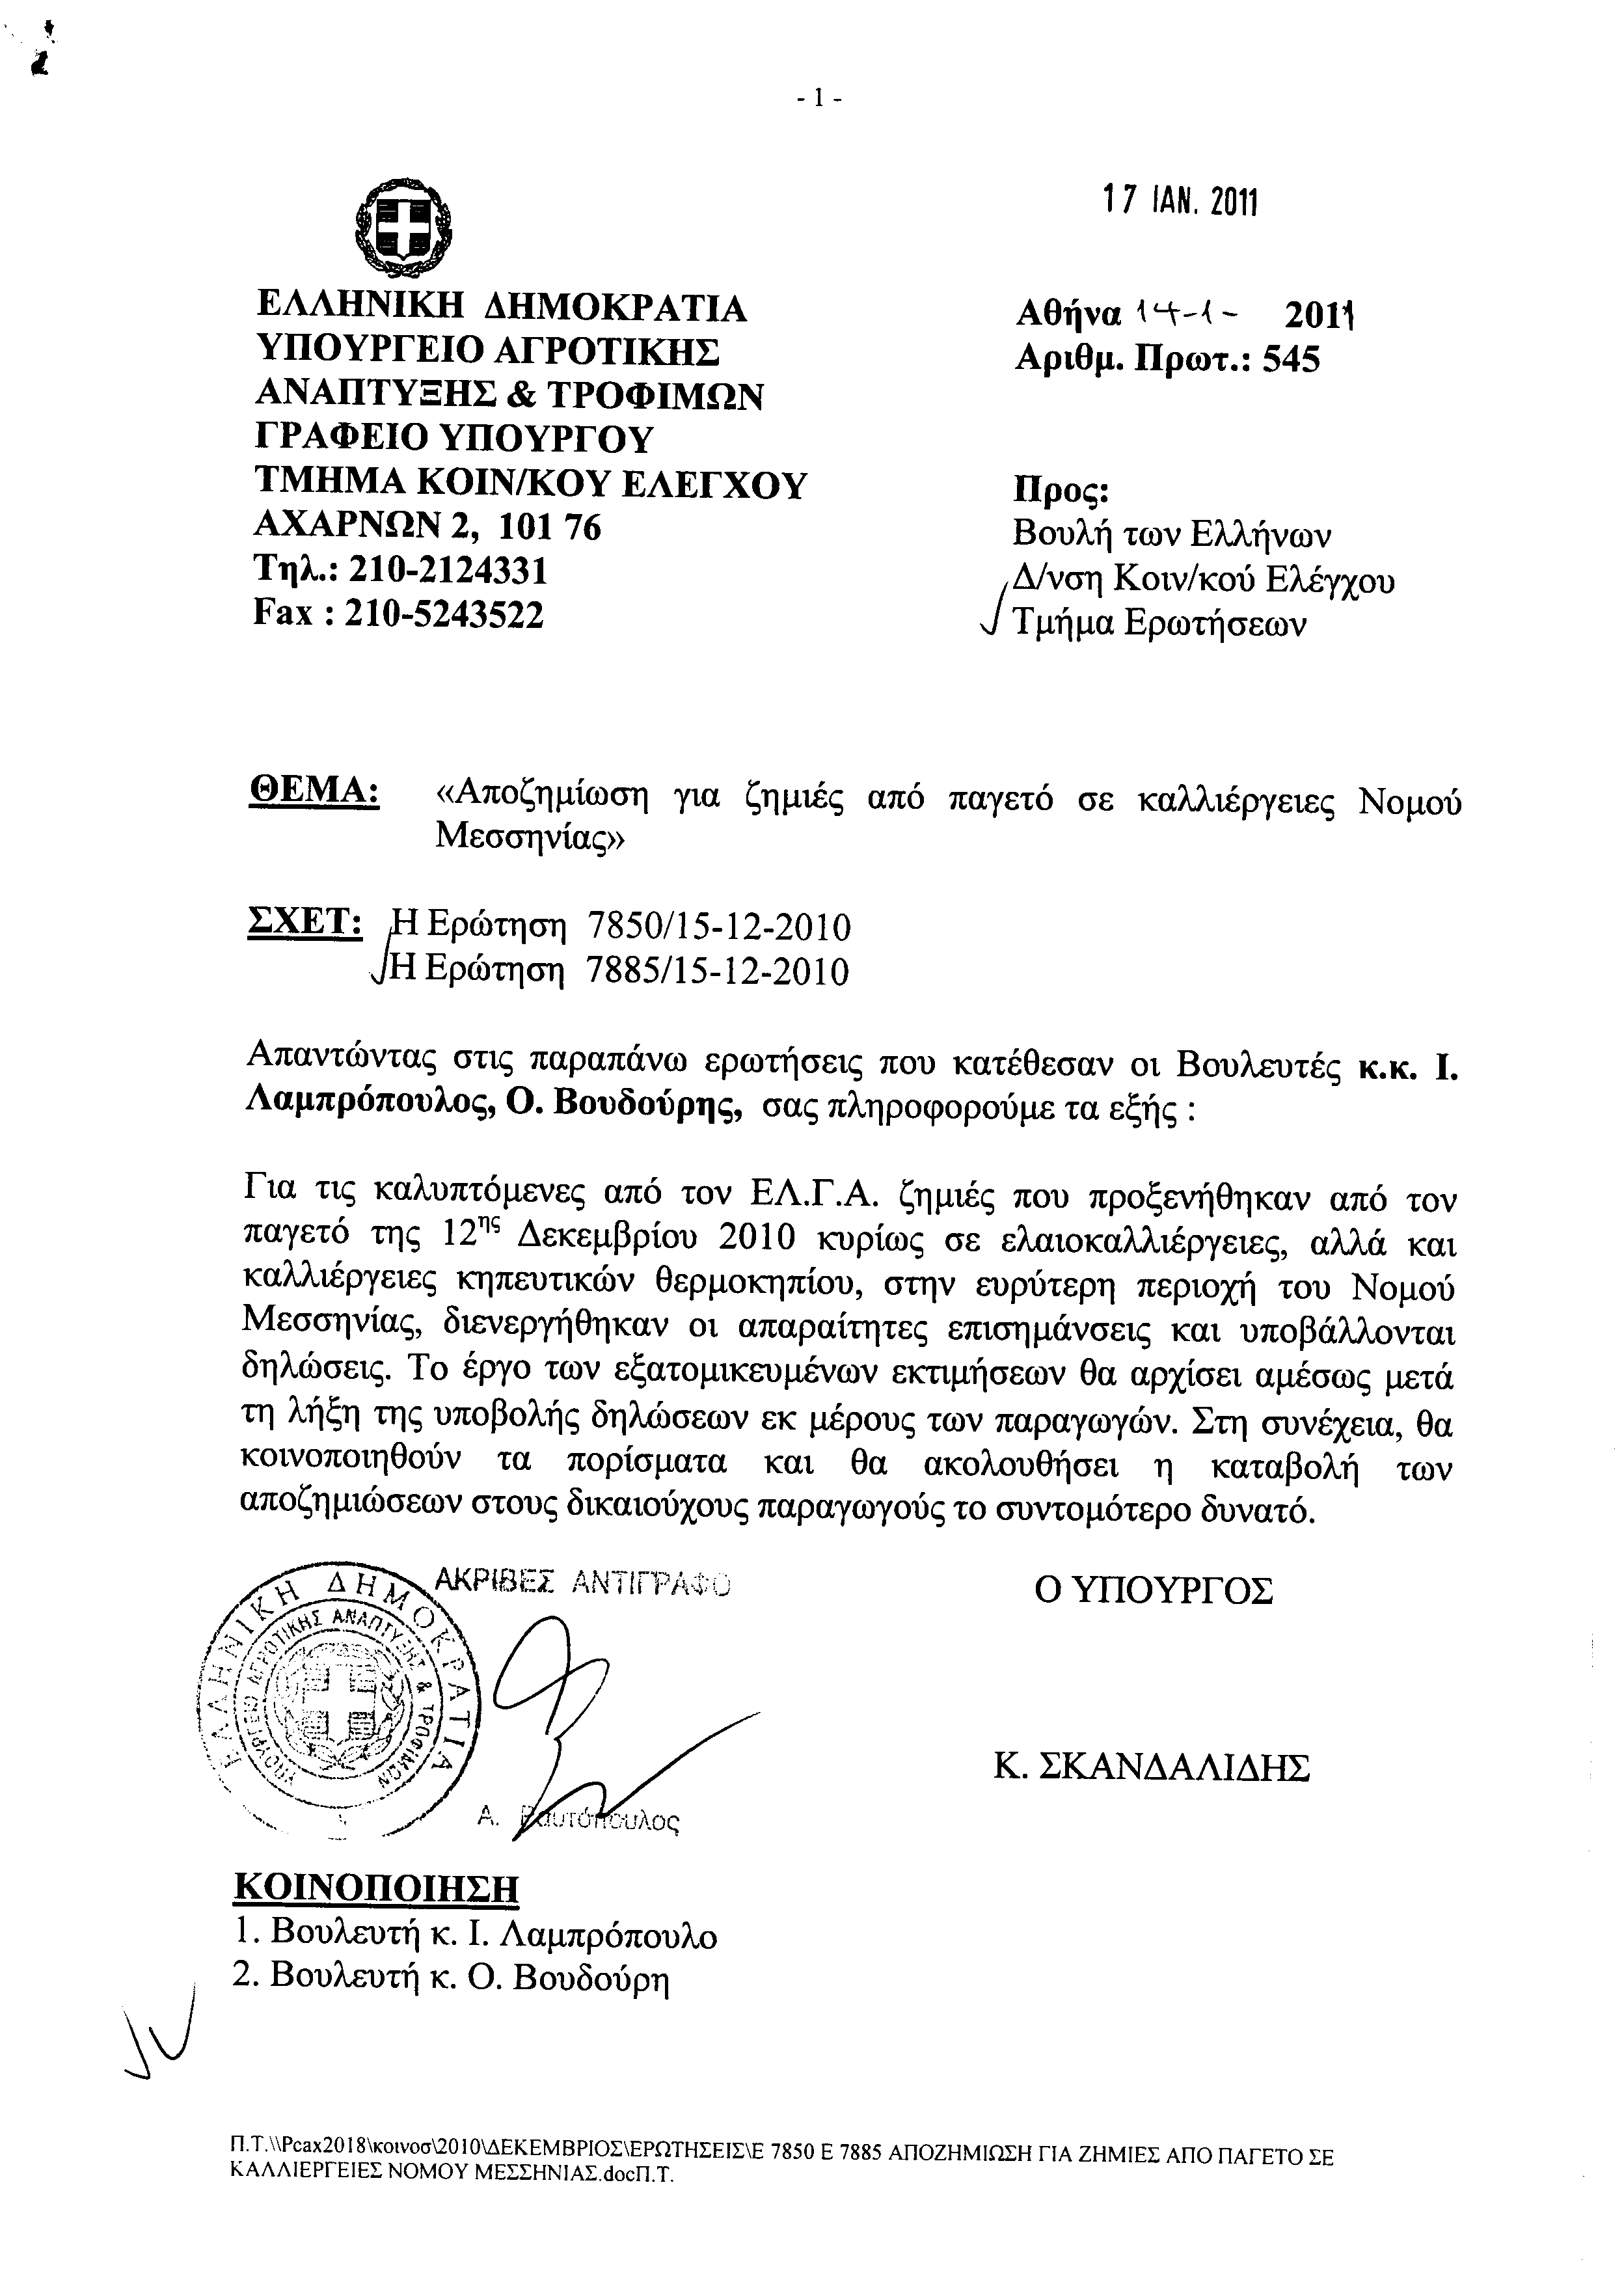 - 1 -
17 ΙΑΝ. 2011
ΕΛΛΗΝΙΚΗ ΔΗΜΟΚΡΑΤΙΑ
ΥΠΟΥΡΓΕΙΟ ΑΓΡΟΤΙΚΗΣ
ΑΝΑΠΤΥΞΗΣ & ΤΡΟΦΙΜΩΝ
ΓΡΑΦΕΙΟ ΥΠΟΥΡΓΟΥ
ΤΜΗΜΑ ΚΟΙΝ/ΚΟΥ ΕΛΕΓΧΟΥ
ΑΧΑΡΝΩΝ 2, 101 76
Τηλ.: 210-2124331
Fax : 210-5243522
Αθήνα 14-1- 2011
Αριθμ. Πρωτ.: 545
Προς:
Βουλή των Ελλήνων
Δ/νση Κοιν/κού Ελέγχου
Τμήμα Ερωτήσεων
ΘΕΜΑ: «Αποζημίωση για ζημιές από παγετό σε καλλιέργειες Νομού
Μεσσηνίας»
ΣΧΕΤ: Η Ερώτηση 7850/15-12-2010
Η Ερώτηση 7885/15-12-2010
Απαντώντας στις παραπάνω ερωτήσεις που κατέθεσαν οι Βουλευτές κ.κ. Ι.
Λαμπρόπουλος, Ο. Βουδούρης, σας πληροφορούμε τα εξής :
Για τις καλυπτόμενες από τον ΕΛ.Γ.Α. ζημιές που προξενήθηκαν από τον
παγετό της 12ης Δεκεμβρίου 2010 κυρίως σε ελαιοκαλλιέργειες, αλλά και
καλλιέργειες κηπευτικών θερμοκηπίου, στην ευρύτερη περιοχή του Νομού
Μεσσηνίας, διενεργήθηκαν οι απαραίτητες επισημάνσεις και υποβάλλονται
δηλώσεις. Το έργο των εξατομικευμένων εκτιμήσεων θα αρχίσει αμέσως μετά
τη λήξη της υποβολής δηλώσεων εκ μέρους των παραγωγών. Στη συνέχεια, θα
κοινοποιηθούν τα πορίσματα και θα ακολουθήσει η καταβολή των
αποζημιώσεων στους δικαιούχους παραγωγούς το συντομότερο δυνατό.
ΑΚΡΙΒΕΣ ΑΝΤΙΓΡΑΦΟ
Ο ΥΠΟΥΡΓΟΣ
ΕΛΛΗΝΙΚΗ ΔΗΜΟΚΡΑΤΙΑ
ΥΠΟΥΡΓΕΙΟ ΑΓΡΟΤΙΚΗΣ ΑΝΑΠΤΥΞΗΣ & ΤΡΟΦΙΜΩΝ
Κ. ΣΚΑΝΔΑΛΙΔΗΣ
Α.
ΚΟΙΝΟΠΟΙΗΣΗ
1. Βουλευτή κ. Ι. Λαμπρόπουλο
2. Βουλευτή κ. Ο. Βουδούρη
Π.Τ.\\Pcax2018\κοινοσ\2010\ΔΕΚΕΜΒΡΙΟΣ\ΕΡΩΤΗΣΕΙΣ\Ε 7850 Ε 7885 ΑΠΟΖΗΜΙΩΣΗ ΓΙΑ ΖΗΜΙΕΣ ΑΠΟ ΠΑΓΕΤΟ ΣΕ
ΚΑΛΛΙΕΡΓΕΙΕΣ ΝΟΜΟΥ ΜΕΣΣΗΝΙΑΣ.docΠ.Τ.